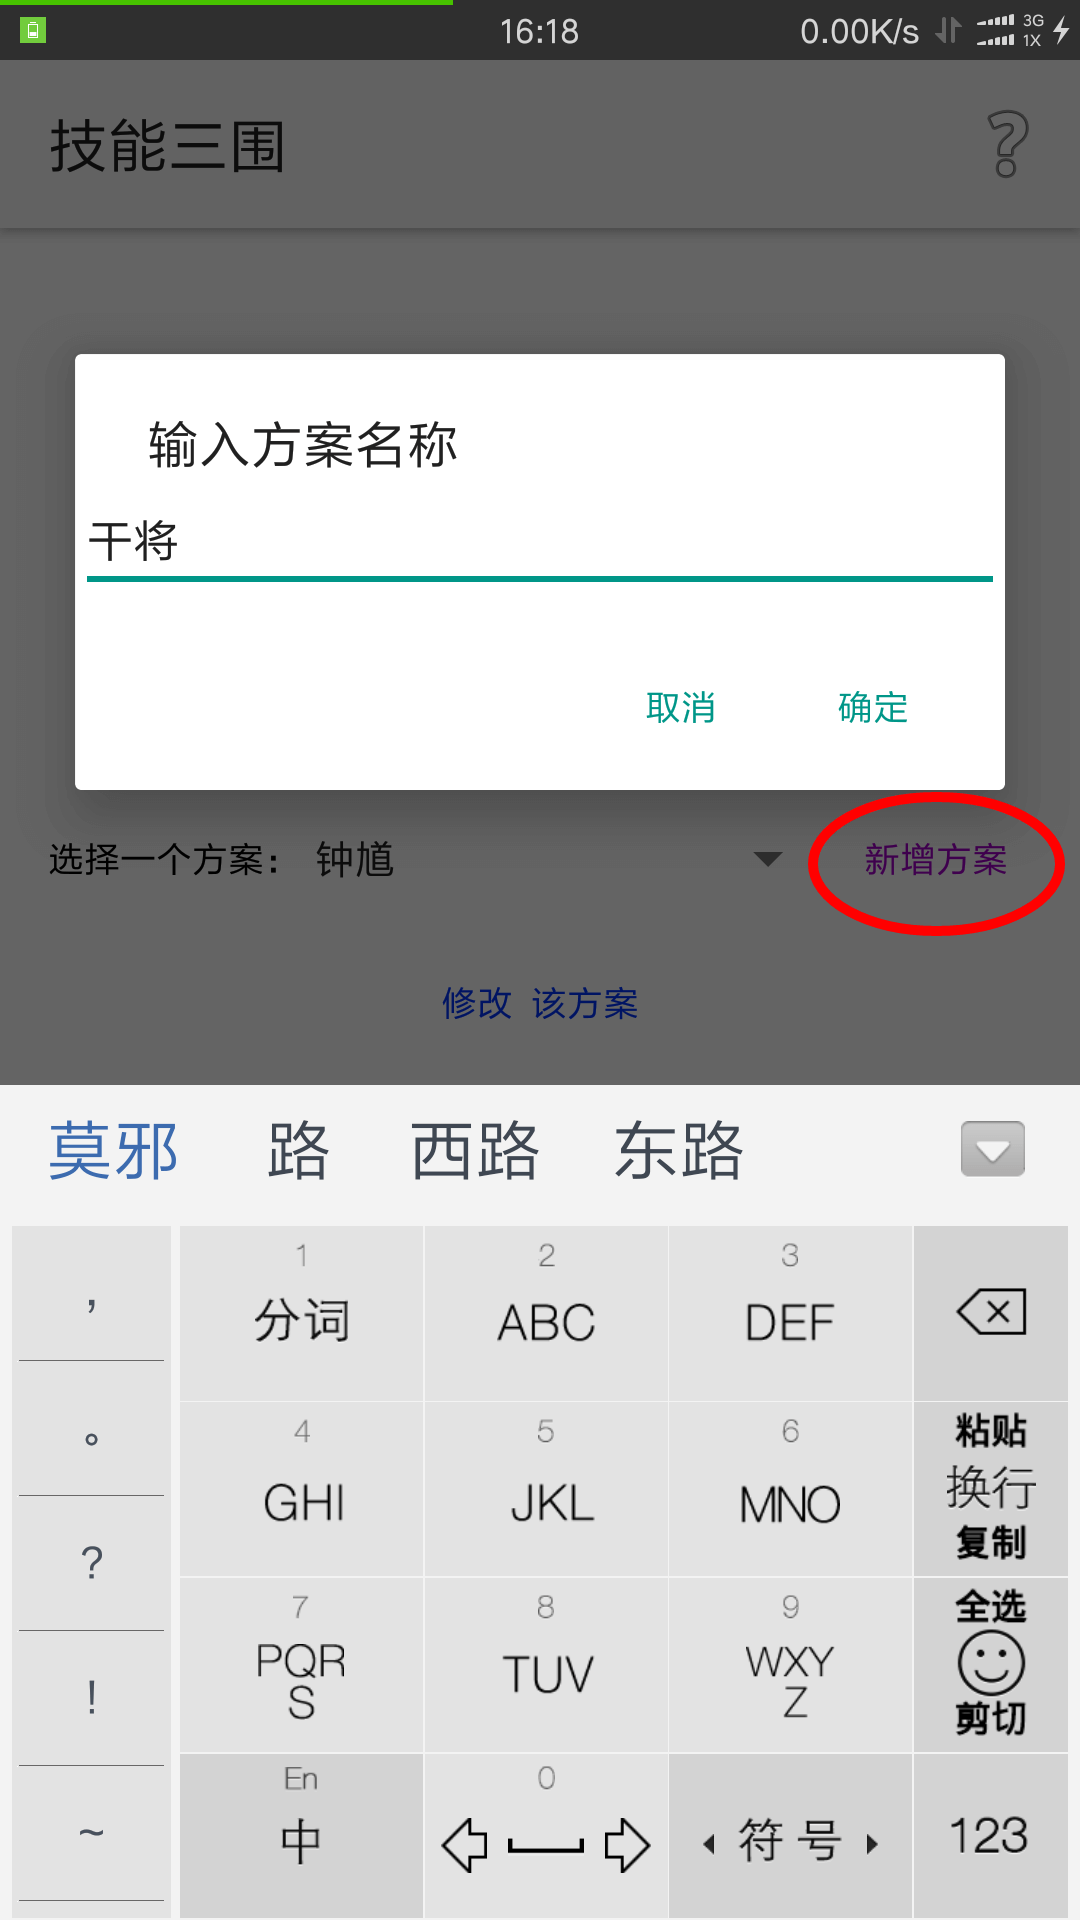 16:18 0.00K/s 3G 1X
技能三围
输入方案名称
干将
取消 确定
选择一个方案： 钟馗 新增方案
修改 该方案
莫邪 路 西路 东路
，
。
?
!
~
1
分词
2
ABC
3
DEF
4
GHI
5
JKL
6
MNO
粘贴
换行
复制
7
PQR
S
8
TUV
9
WXY
Z
全选
剪切
En
中
0
符号
123